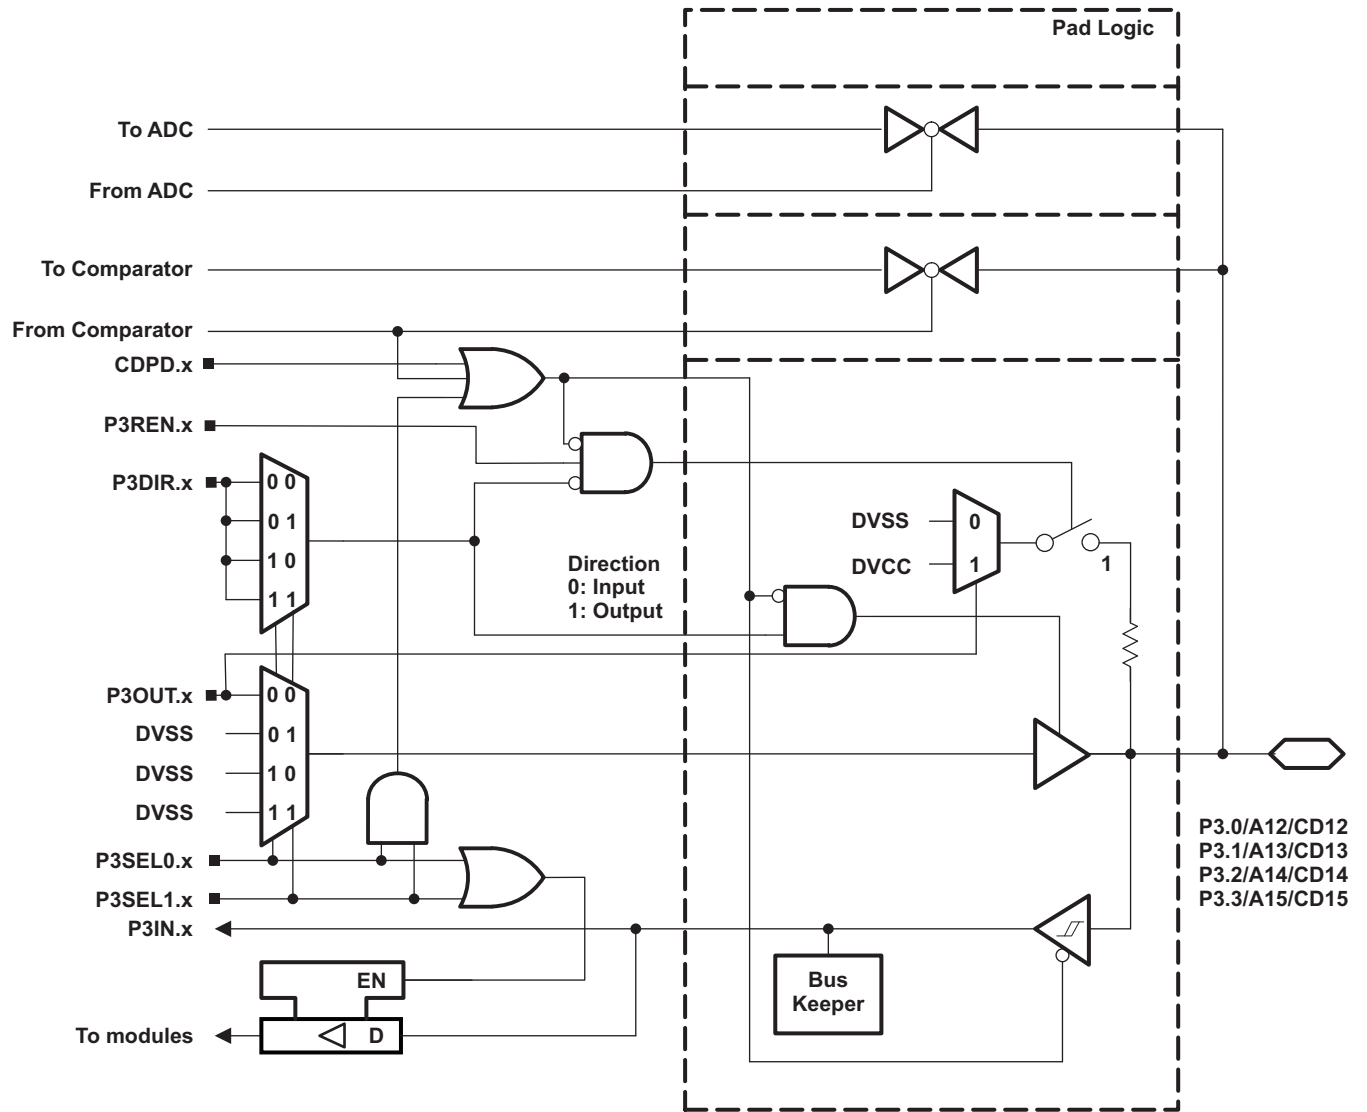 Pad Logic
To ADC
From ADC
To Comparator
From Comparator
CDPD.x
P3REN.x
P3DIR.x
0 0
0 1
1 0
1 1
Direction
0: Input
1: Output
DVSS
0
DVCC
1
1
P3OUT.x
0 0
DVSS
0 1
DVSS
1 0
DVSS
1 1
P3SEL0.x
P3SEL1.x
P3IN.x
P3.0/A12/CD12
P3.1/A13/CD13
P3.2/A14/CD14
P3.3/A15/CD15
EN
Bus
Keeper
To modules
D